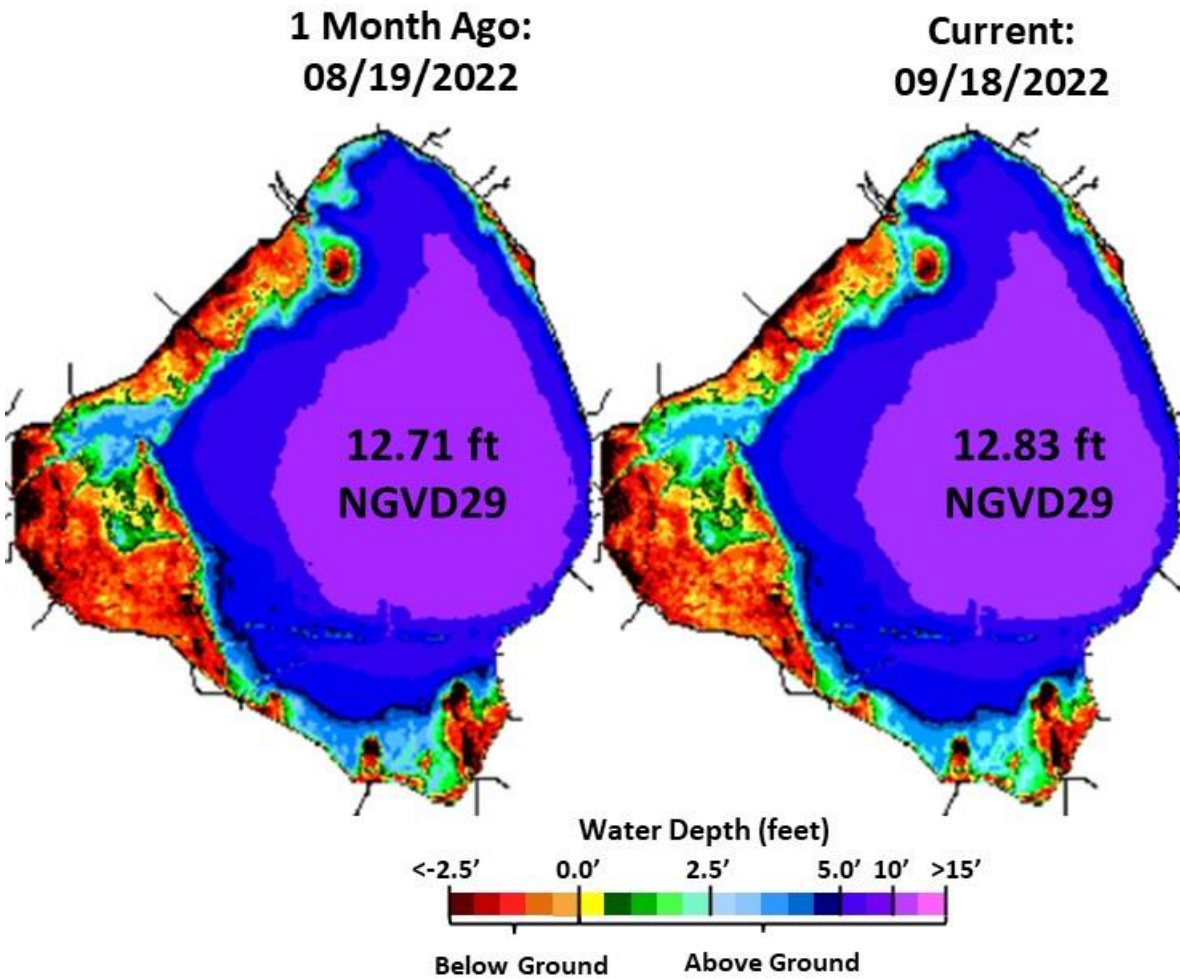 1 Month Ago:
08/19/2022
Current:
09/18/2022
12.71 ft
NGVD29
12.83 ft
NGVD29
Water Depth (feet)
<-2.5’ 0.0’ 2.5’ 5.0’ 10’ >15’
Below Ground Above Ground